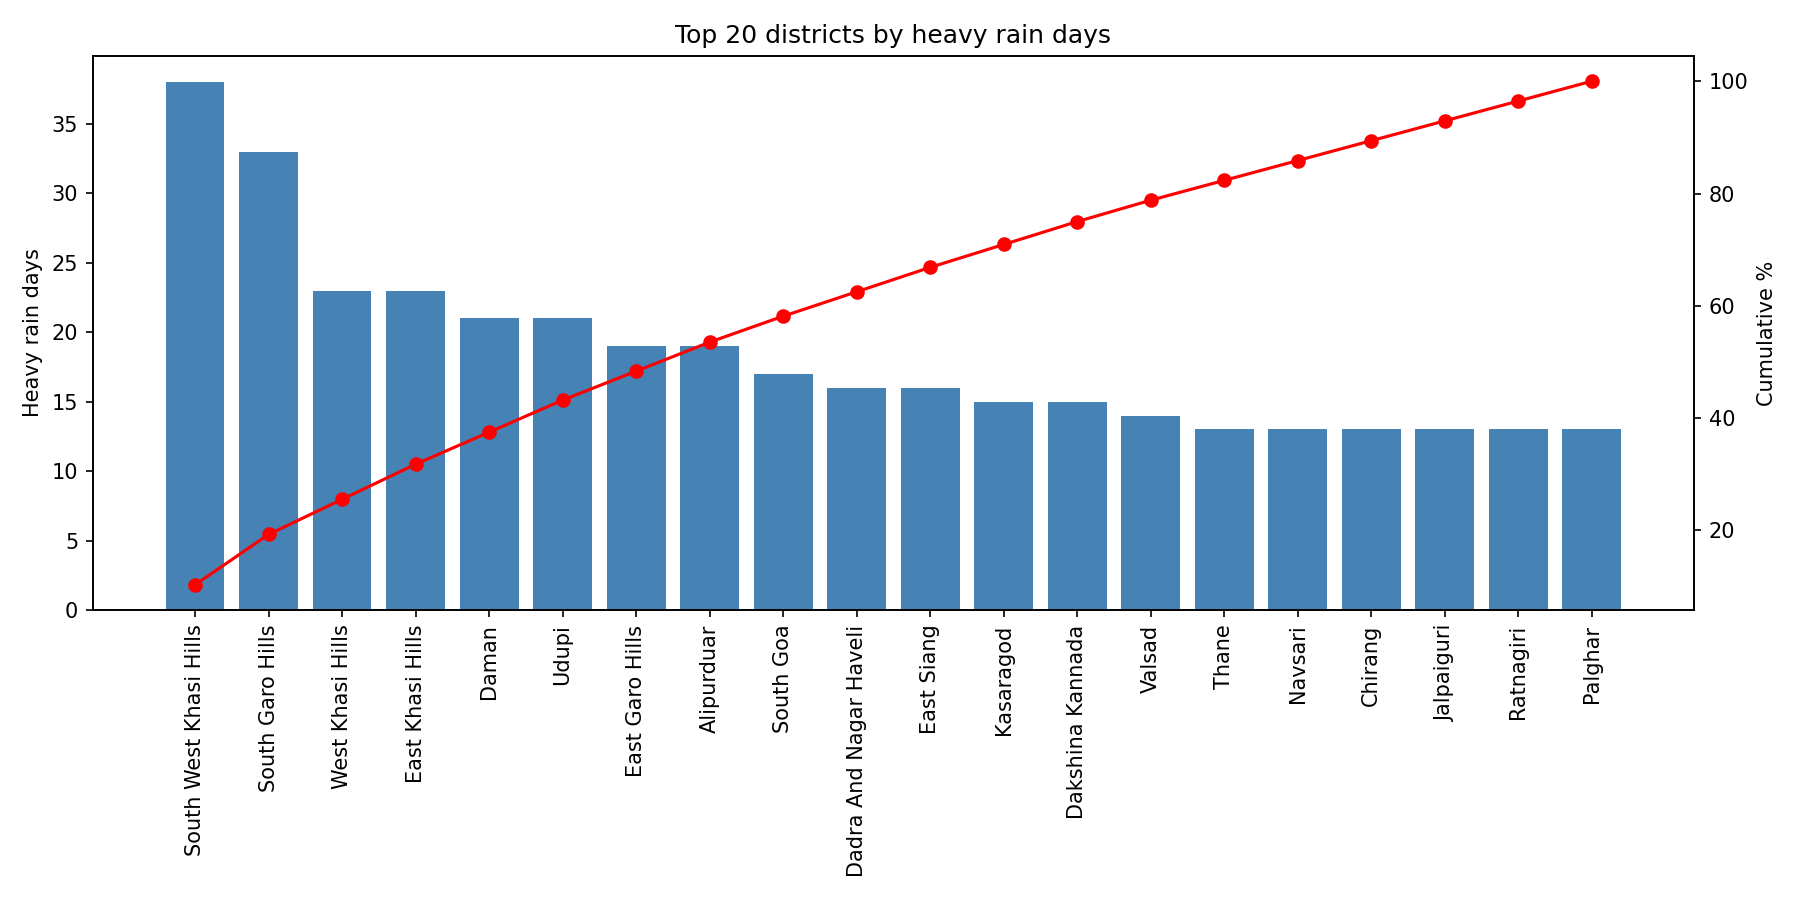 Top 20 districts by heavy rain days
Heavy rain days
35
30
25
20
15
10
5
0
100
80
60
40
20
Cumulative %
South West Khasi Hills
South Garo Hills
West Khasi Hills
East Khasi Hills
Daman
Udupi
East Garo Hills
Alipurduar
South Goa
Dadra And Nagar Haveli
East Siang
Kasaragod
Dakshina Kannada
Valsad
Thane
Navsari
Chirang
Jalpaiguri
Ratnagiri
Palghar